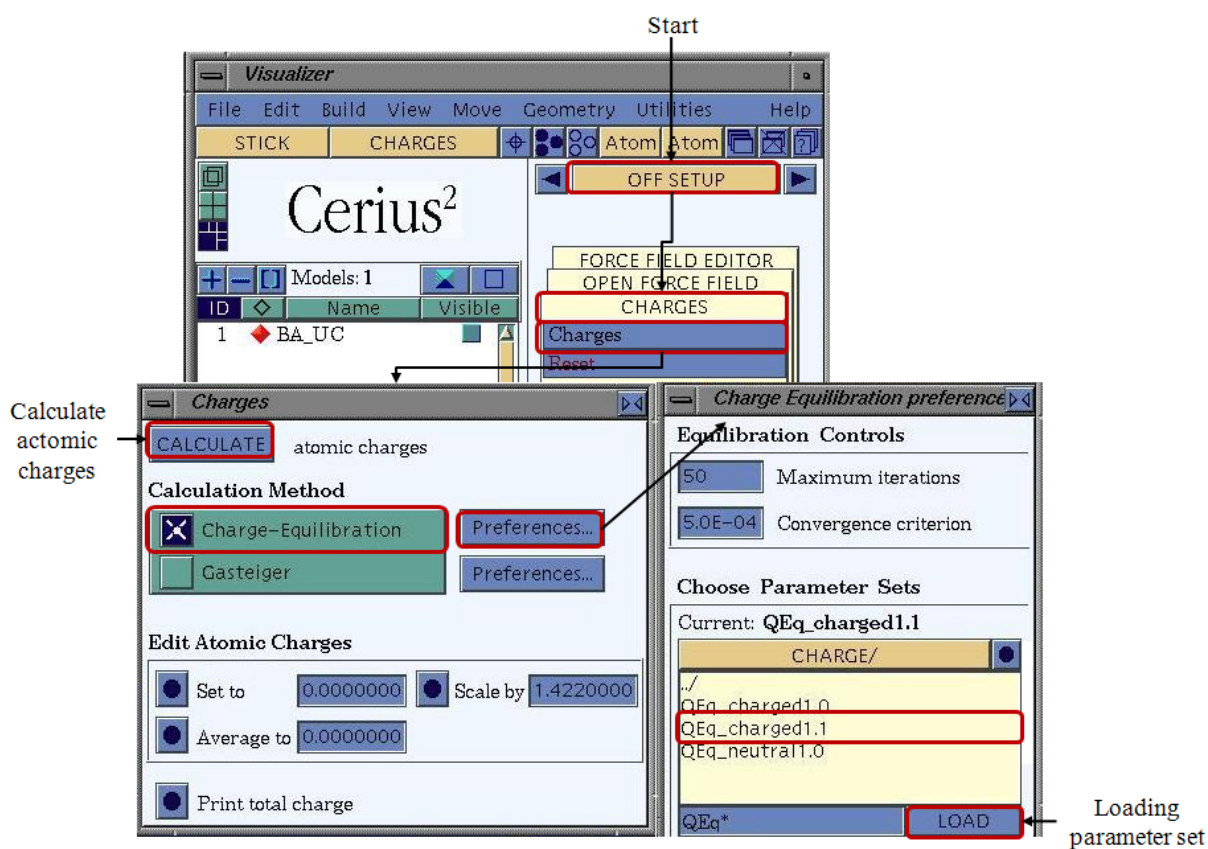 Start
Visualizer
File Edit Build View Move Geometry Utilities Help
STICK CHARGES Atom Atom
OFF SETUP
Cerius2
FORCE FIELD EDITOR
OPEN FORCE FIELD
Models: 1
CHARGES
ID Name Visible
1 BA_UC
Charges
Reset
Charges
Charge Equilibration preference
Calculate
actomic
charges
CALCULATE atomic charges
Equilibration Controls
50 Maximum iterations
Calculation Method
Charge-Equilibration Preferences...
5.0E-04 Convergence criterion
Gasteiger Preferences...
Choose Parameter Sets
Current: QEq_charged1.1
Edit Atomic Charges
CHARGE/
../
Set to 0.0000000 Scale by 1.4220000
QEq_charged1.0
QEq_charged1.1
Average to 0.0000000
QEq_neutral1.0
Print total charge
QEq* LOAD
Loading
parameter set